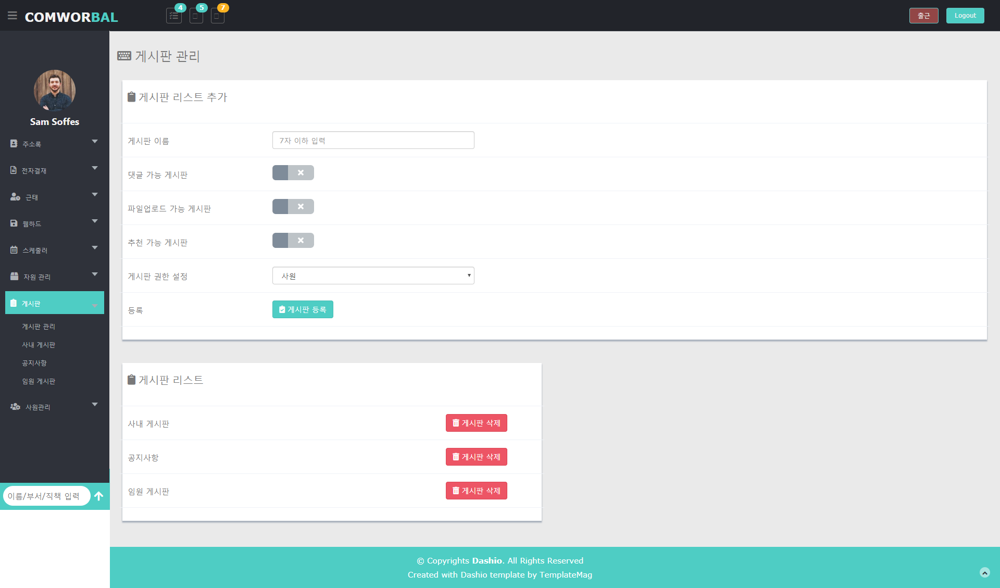 COMWORBAL
4
5
7
출근
Logout
Sam Soffes
주소록
전자결재
근태
웹하드
스케줄러
자원 관리
게시판
게시판 관리
사내 게시판
공지사항
임원 게시판
사원관리
이름/부서/직책 입력
게시판 관리
게시판 리스트 추가
게시판 이름
7자 이하 입력
댓글 가능 게시판
파일업로드 가능 게시판
추천 가능 게시판
게시판 권한 설정
사원
등록
게시판 등록
게시판 리스트
사내 게시판
게시판 삭제
공지사항
게시판 삭제
임원 게시판
게시판 삭제
© Copyrights Dashio. All Rights Reserved
Created with Dashio template by TemplateMag